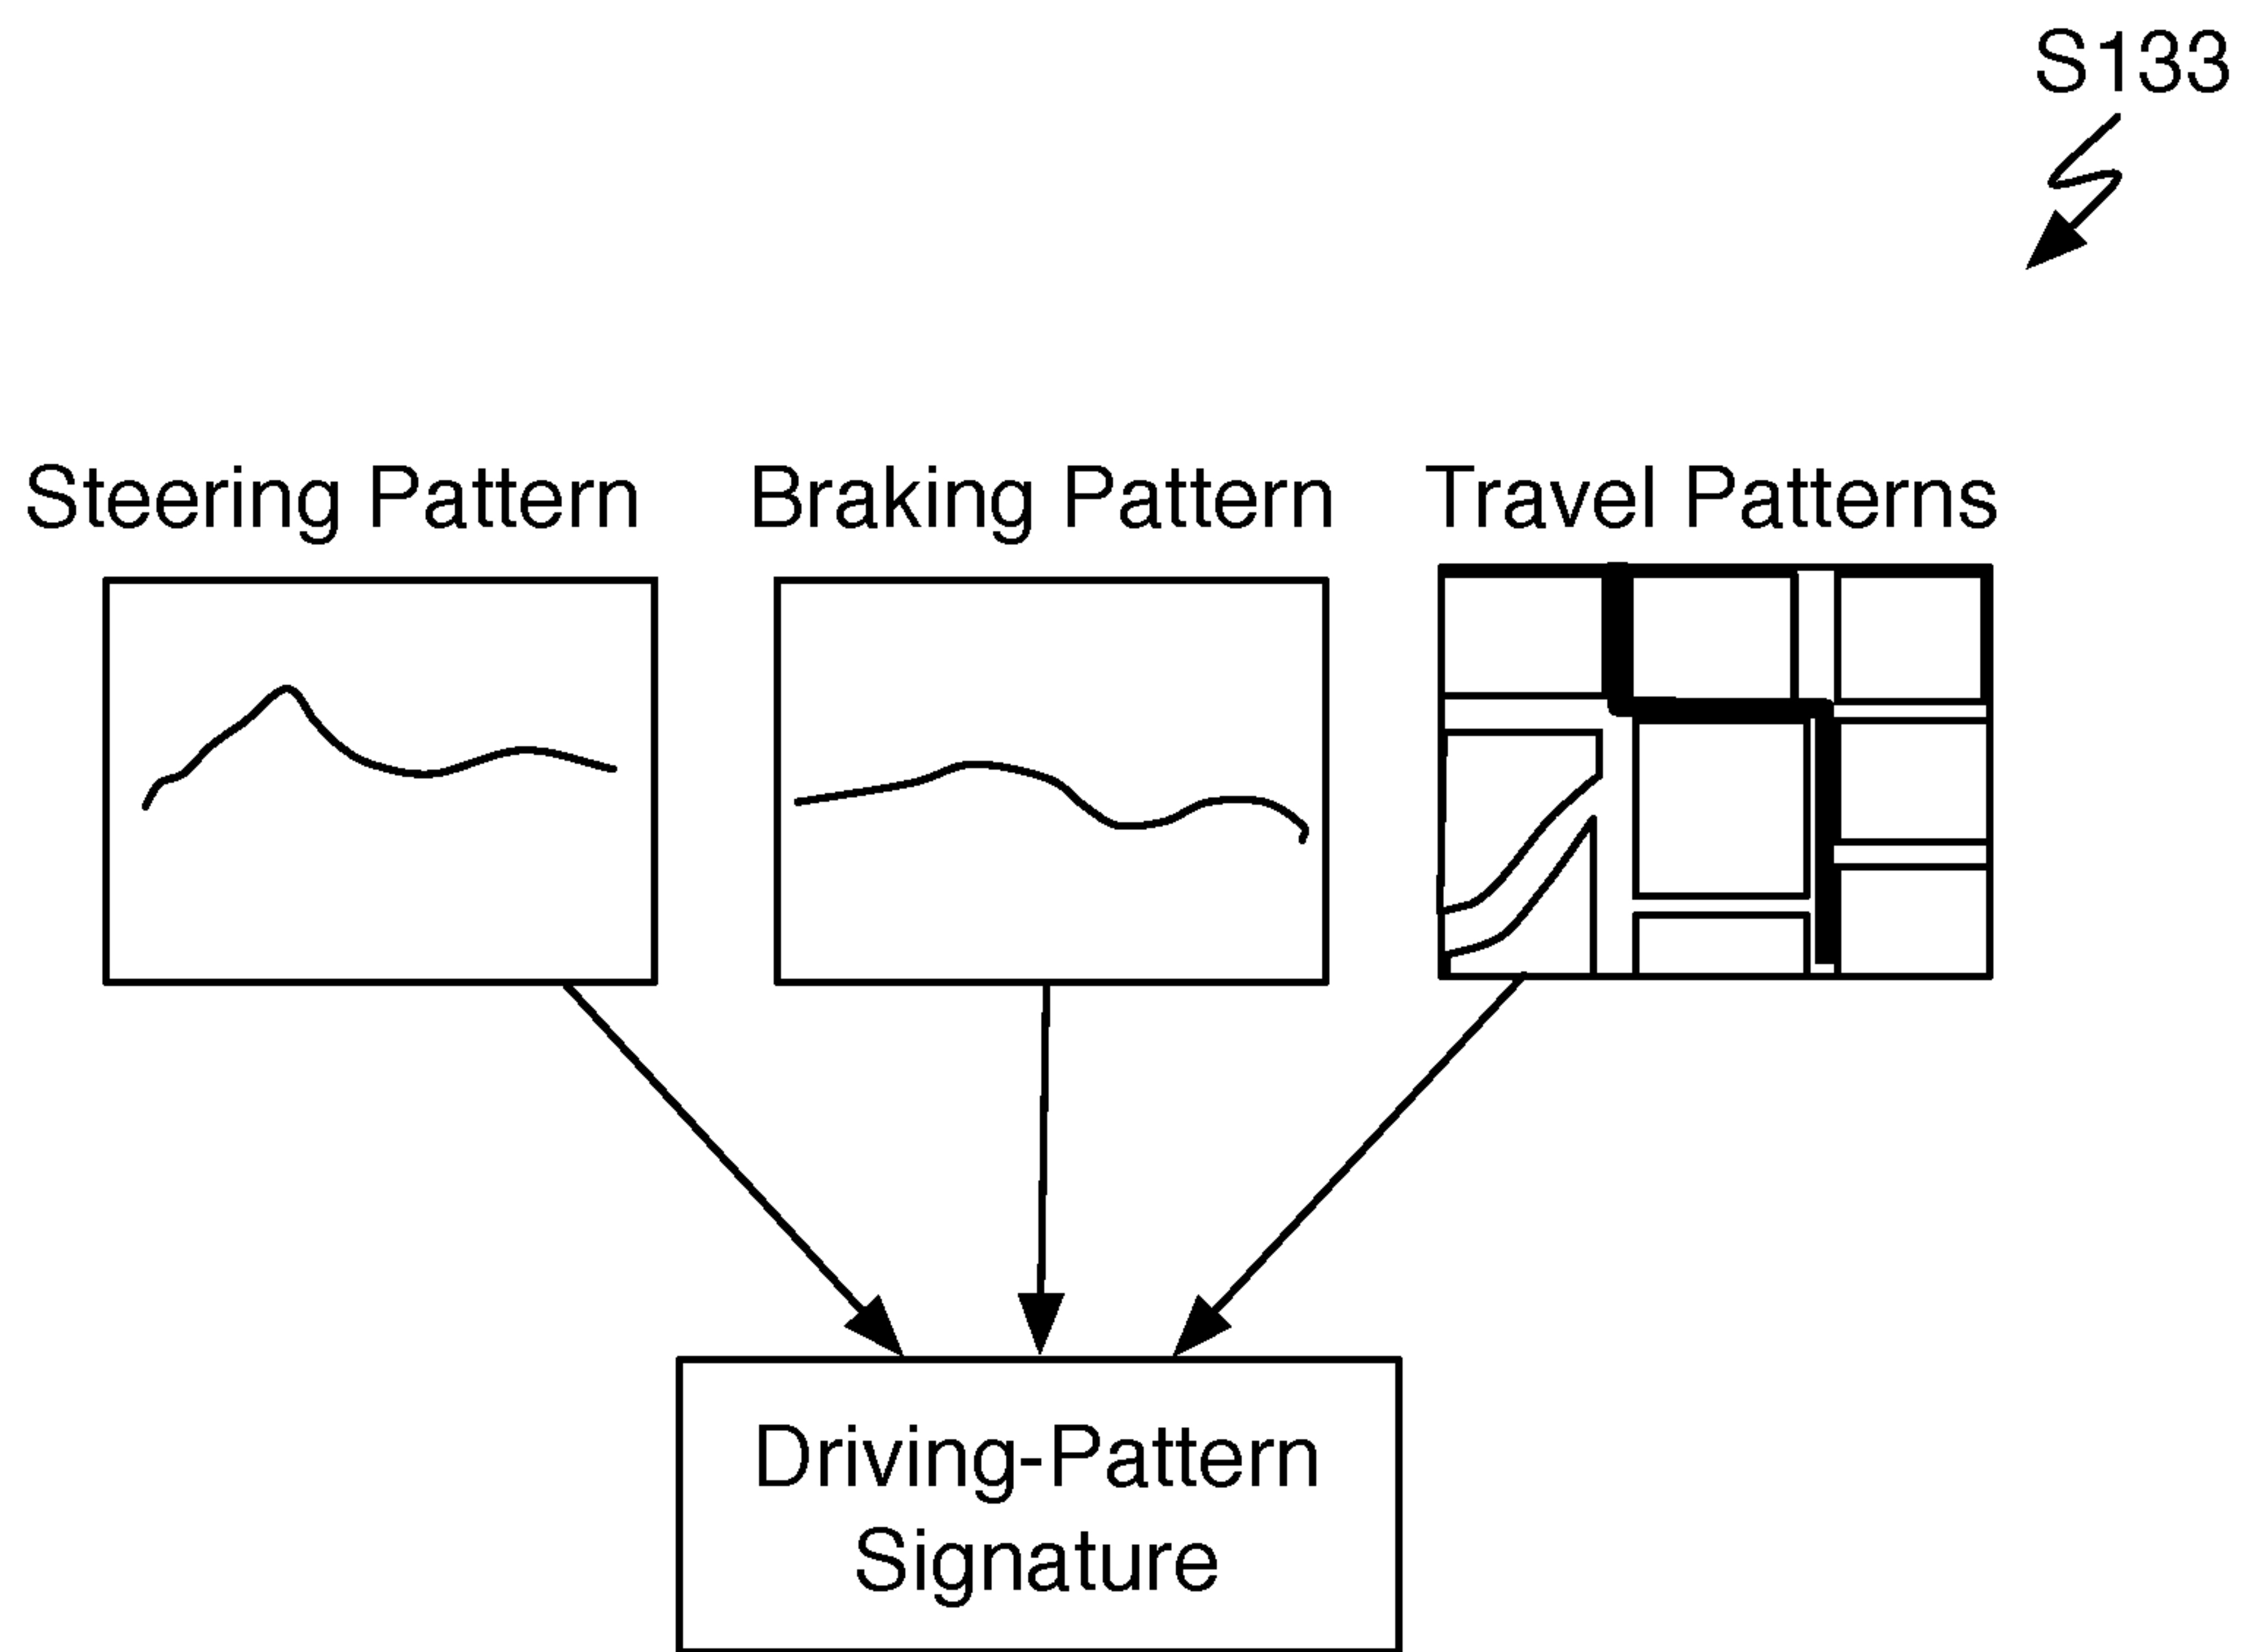 S133
Steering Pattern
Braking Pattern
Travel Patterns
Driving-Pattern
Signature